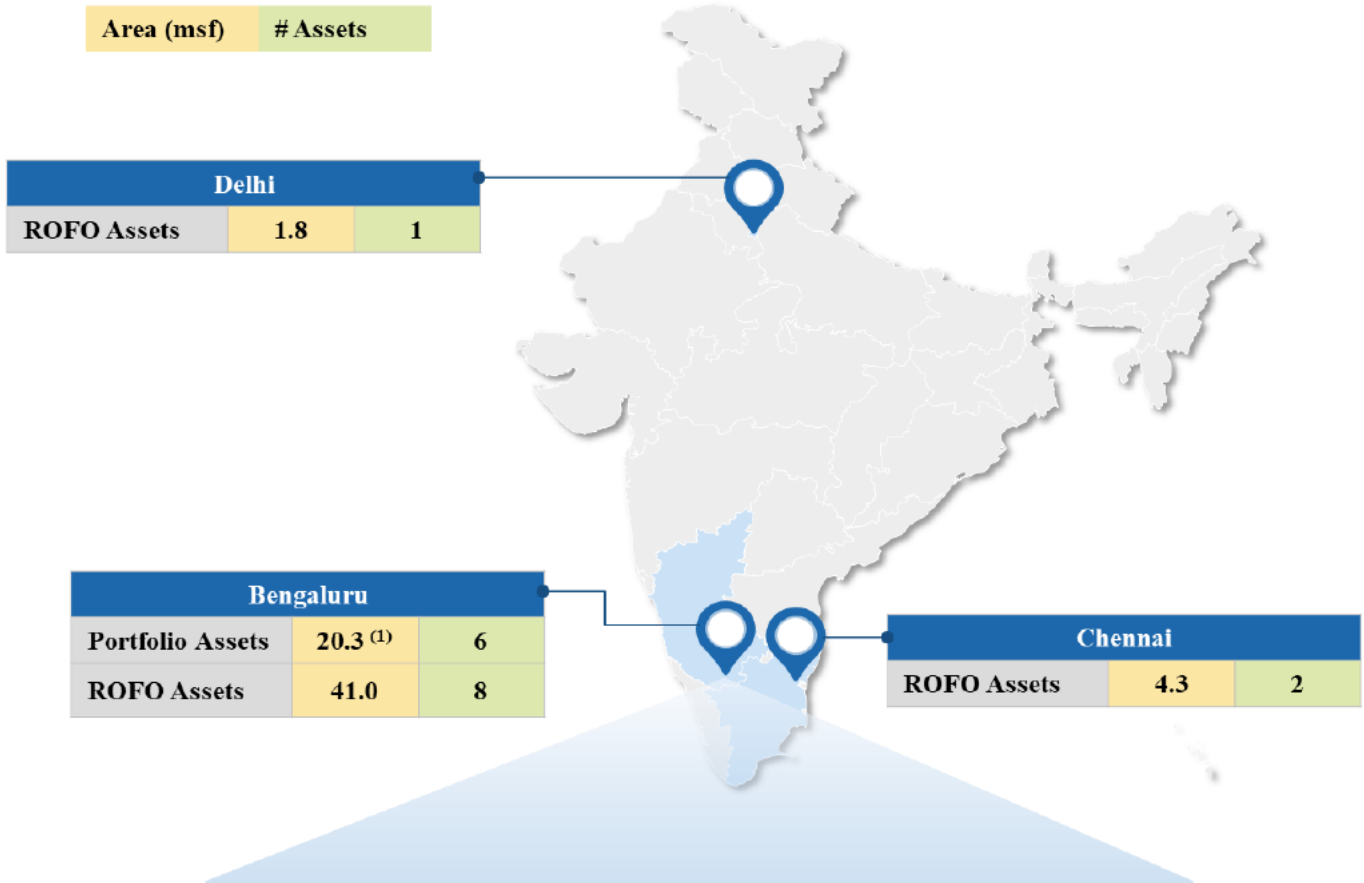 Area (msf) # Assets
Delhi
ROFO Assets 1.8 1
Bengaluru
Portfolio Assets 20.3 (1) 6
ROFO Assets 41.0 8
Chennai
ROFO Assets 4.3 2